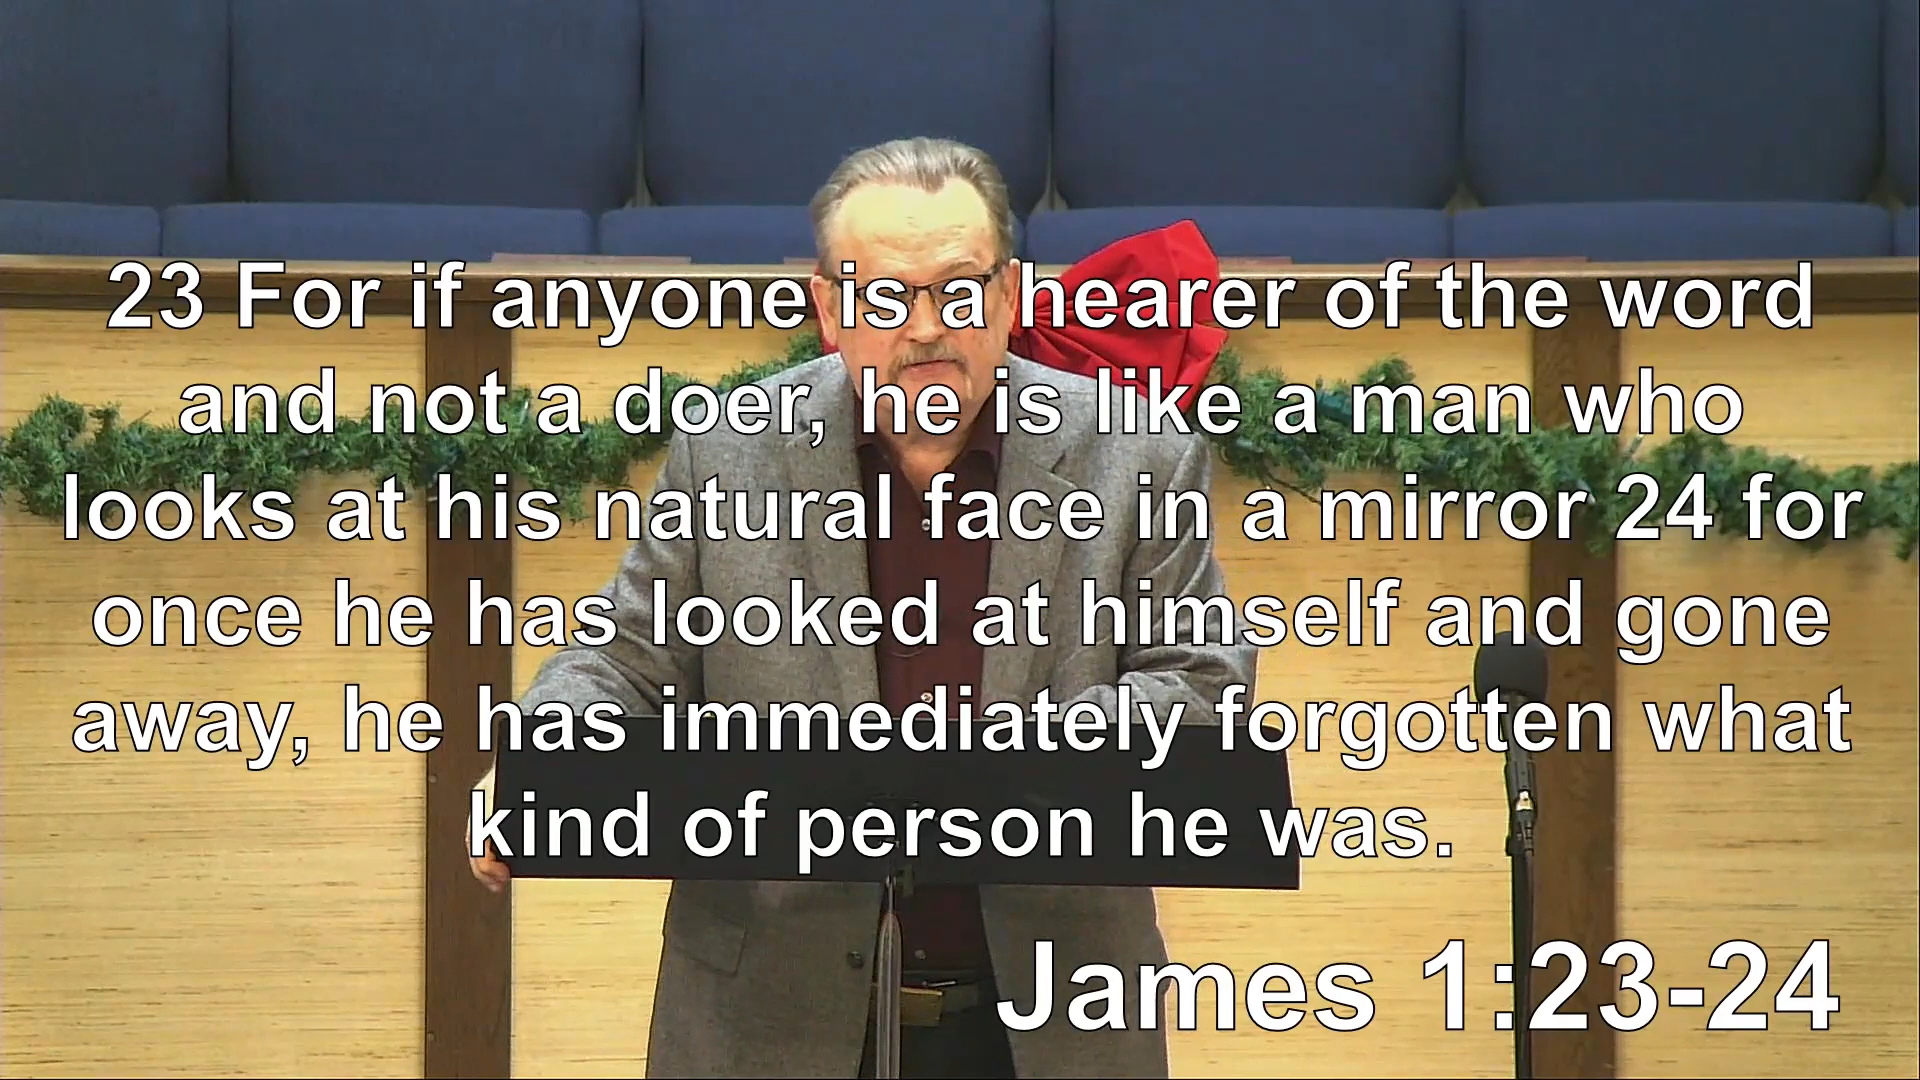 23 For if anyone is a hearer of the word
and not a doer, he is like a man who
looks at his natural face in a mirror 24 for
once he has looked at himself and gone
away, he has immediately forgotten what
kind of person he was.
James 1:23-24